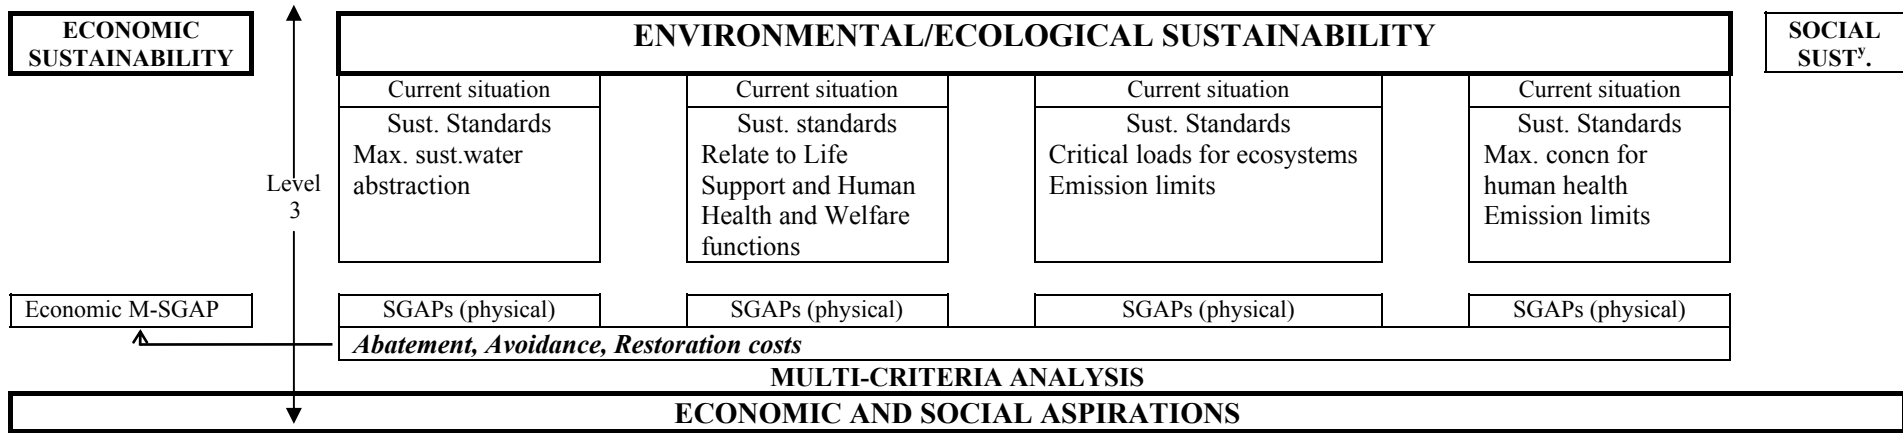 ECONOMIC
SUSTAINABILITY
ENVIRONMENTAL/ECOLOGICAL SUSTAINABILITY
SOCIAL
SUSTʸ.
Level
3
Current situation
Sust. Standards
Max. sust.water
abstraction
Current situation
Sust. standards
Relate to Life
Support and Human
Health and Welfare
functions
Current situation
Sust. Standards
Critical loads for ecosystems
Emission limits
Current situation
Sust. Standards
Max. concn for
human health
Emission limits
Economic M-SGAP
SGAPs (physical)
SGAPs (physical)
SGAPs (physical)
SGAPs (physical)
Abatement, Avoidance, Restoration costs
MULTI-CRITERIA ANALYSIS
ECONOMIC AND SOCIAL ASPIRATIONS